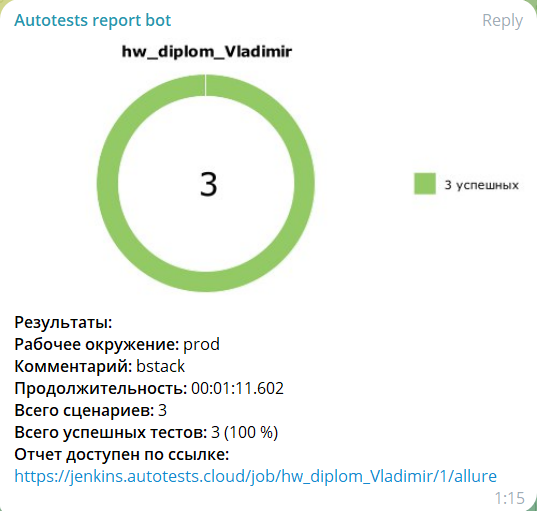 Autotests report bot
Reply
hw_diplom_Vladimir
3
3 успешных
Результаты:
Рабочее окружение: prod
Комментарий: bstack
Продолжительность: 00:01:11.602
Всего сценариев: 3
Всего успешных тестов: 3 (100 %)
Отчет доступен по ссылке:
https://jenkins.autotests.cloud/job/hw_diplom_Vladimir/1/allure
1:15